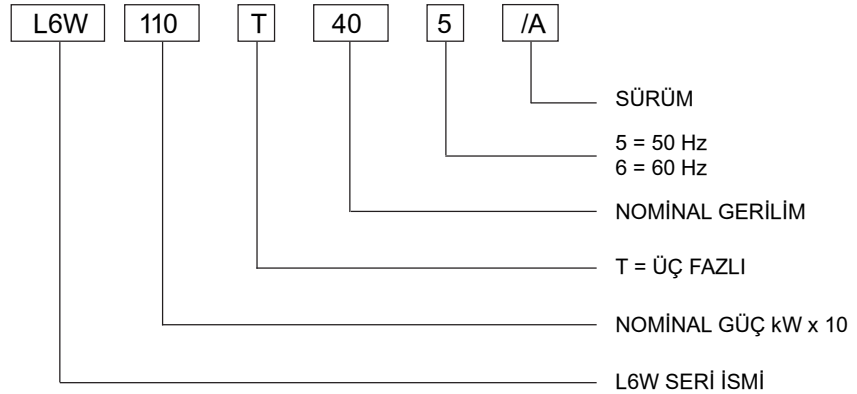 L6W 110 T 40 5 /A
SÜRÜM
5 = 50 Hz
6 = 60 Hz
NOMİNAL GERİLİM
T = ÜÇ FAZLI
NOMİNAL GÜÇ kW x 10
L6W SERİ İSMİ